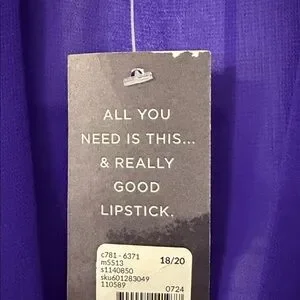 ALL YOU
NEED IS THIS...
& REALLY
GOOD
LIPSTICK.
c781 - 6371
m5513 18/20
s1140850
sku601283049
110589 0724